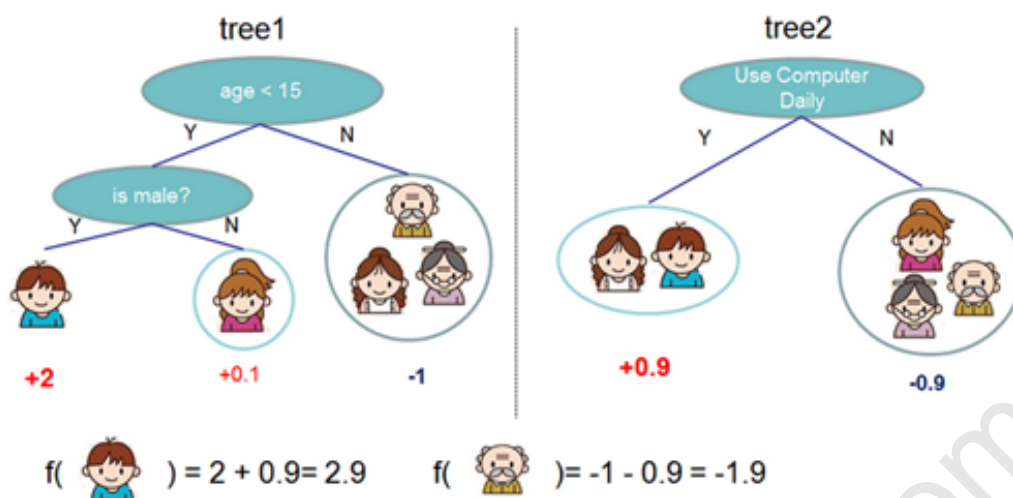 tree1
age < 15
Y
N
is male?
Y
N
+2
+0.1
-1
tree2
Use Computer
Daily
Y
N
+0.9
-0.9
f( ) = 2 + 0.9= 2.9
f( )= -1 - 0.9 = -1.9
om